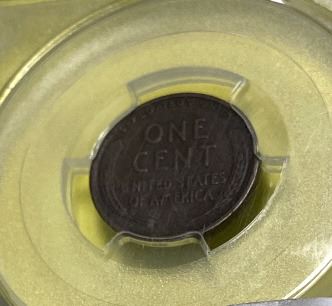 ONE
CENT
UNITED STATES
OF AMERICA